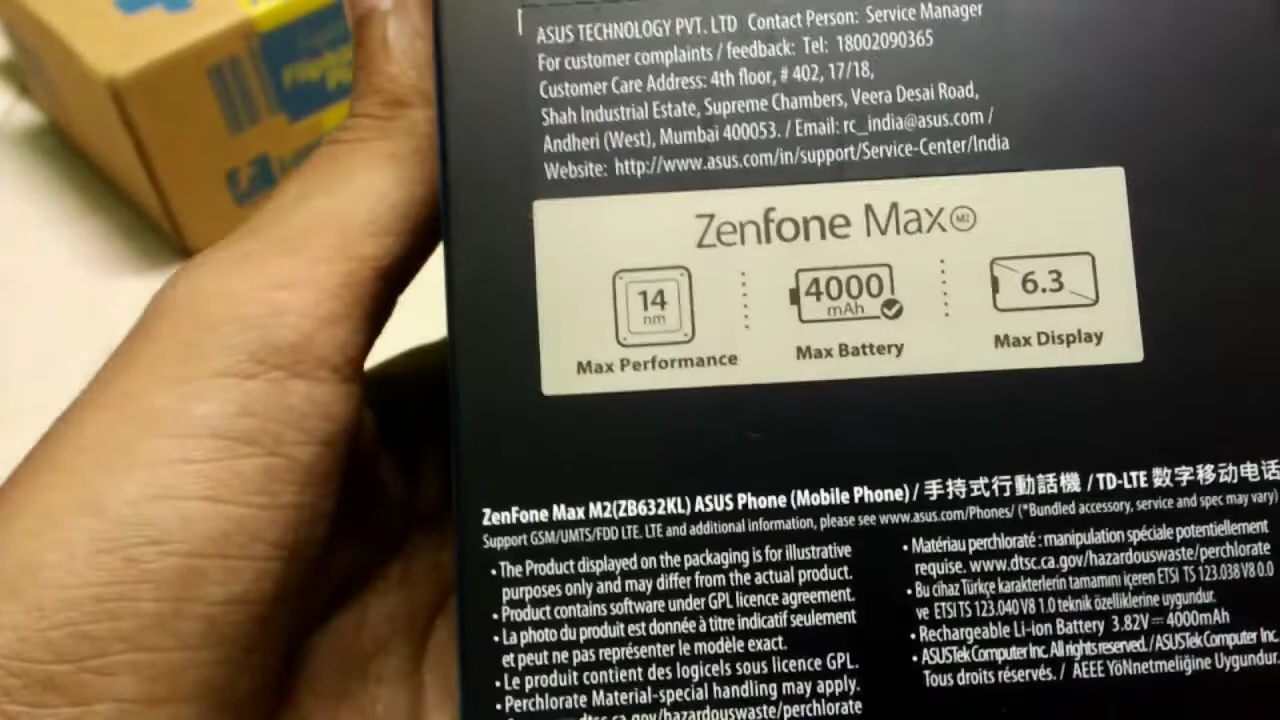 ASUS TECHNOLOGY PVT. LTD Contact Person: Service Manager
For customer complaints / feedback: Tel: 18002090365
Customer Care Address: 4th floor, # 402, 17/18,
Shah Industrial Estate, Supreme Chambers, Veera Desai Road,
Andheri (West), Mumbai 400053. / Email: rc_india@asus.com /
Website: http://www.asus.com/in/support/Service-Center/India
Zenfone Max M2
14 nm
Max Performance
4000 mAh
Max Battery
6.3
Max Display
ZenFone Max M2(ZB632KL) ASUS Phone (Mobile Phone) / 手持式行動話機 / TD-LTE 数字移动电话
Support GSM/UMTS/FDD LTE. LTE and additional information, please see www.asus.com/Phones/ (*Bundled accessory, service and spec may vary)
• The Product displayed on the packaging is for illustrative
purposes only and may differ from the actual product.
• Product contains software under GPL licence agreement.
• La photo du produit est donnée à titre indicatif seulement
et peut ne pas représenter le modèle exact.
• Le produit contient des logiciels sous licence GPL.
• Perchlorate Material-special handling may apply.
dtsc.ca.gov/hazardouswaste/perchlorate
• Matériau perchloraté : manipulation spéciale potentiellement
requise. www.dtsc.ca.gov/hazardouswaste/perchlorate
• Bu cihaz Türkçe karakterlerin tamamını içeren ETSI TS 123.038 V8 0.0
ve ETSI TS 123.040 V8 1.0 teknik özelliklerine uygundur.
• Rechargeable Li-ion Battery 3.82V⎓4000mAh
• ASUSTek Computer Inc. All rights reserved. / ASUSTeK Computer Inc.
Tous droits réservés. / AEEE Yönnetmeliğine Uygundur.